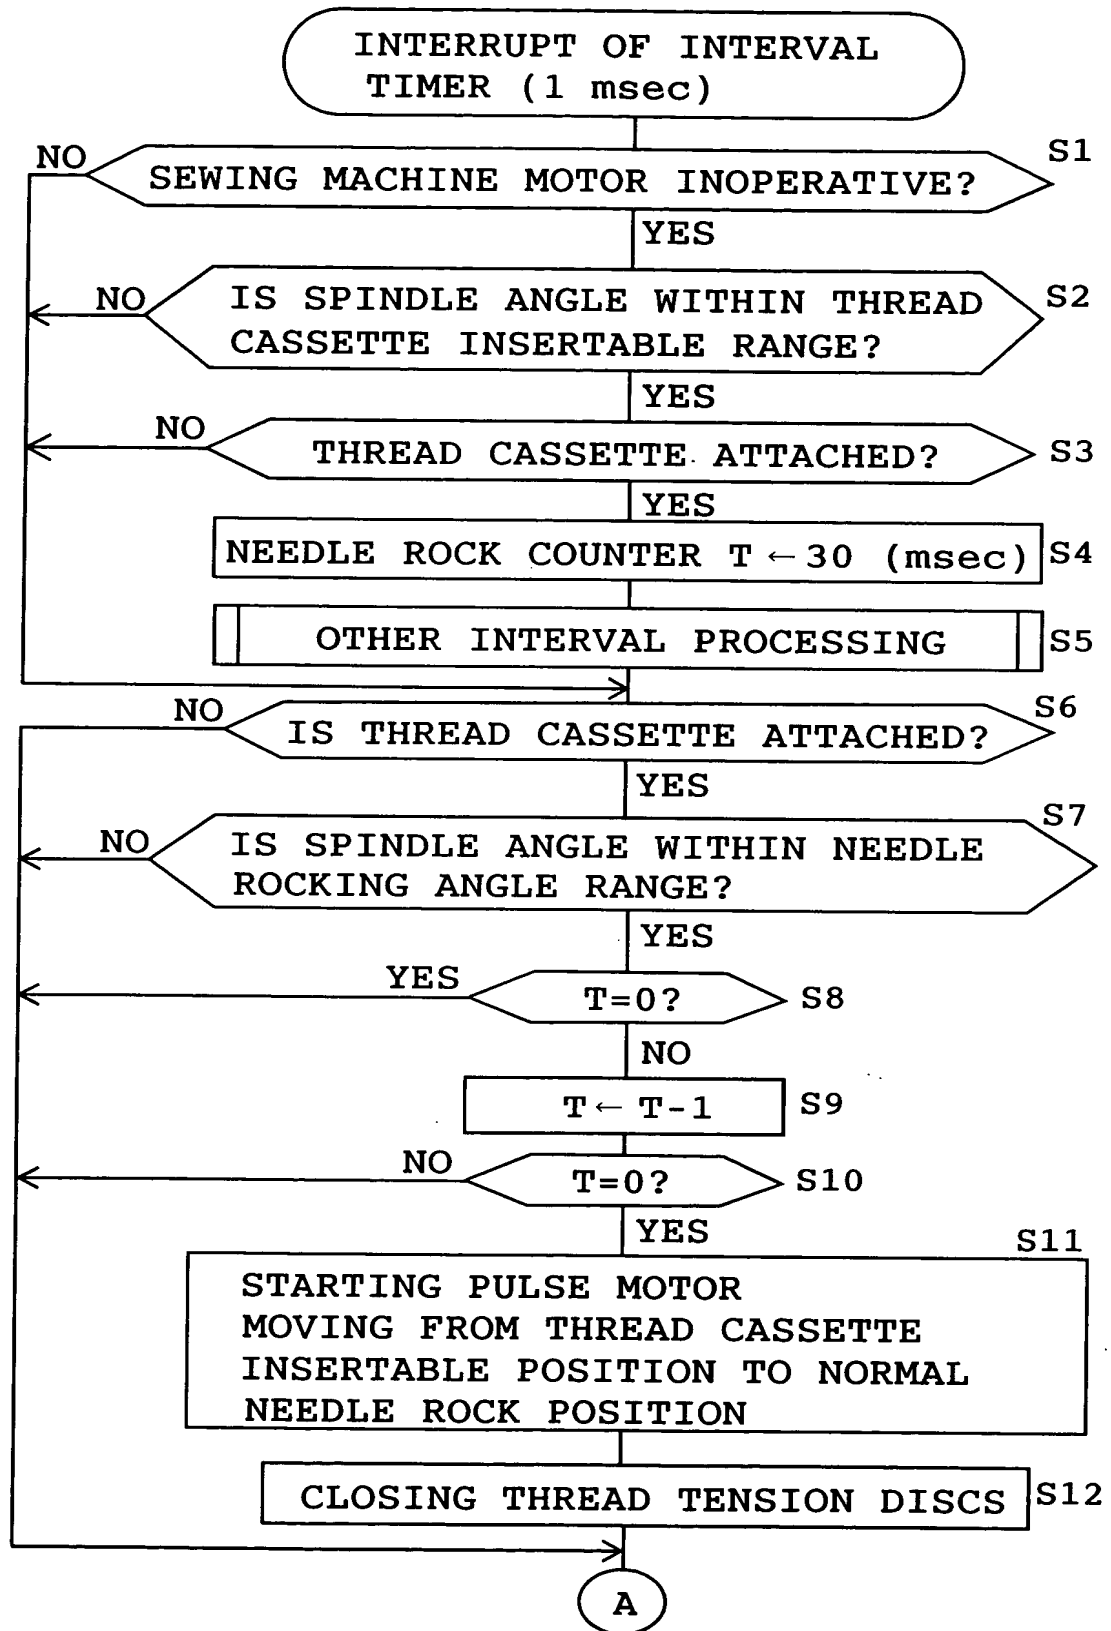 INTERRUPT OF INTERVAL
TIMER (1 msec)
S1
NO
SEWING MACHINE MOTOR INOPERATIVE?
YES
S2
NO
IS SPINDLE ANGLE WITHIN THREAD
CASSETTE INSERTABLE RANGE?
YES
NO
THREAD CASSETTE ATTACHED?
S3
YES
NEEDLE ROCK COUNTER T ← 30 (msec)
S4
OTHER INTERVAL PROCESSING
S5
NO
S6
IS THREAD CASSETTE ATTACHED?
YES
S7
NO
IS SPINDLE ANGLE WITHIN NEEDLE
ROCKING ANGLE RANGE?
YES
YES
T=0?
S8
NO
T ← T-1
S9
NO
T=0?
S10
YES
S11
STARTING PULSE MOTOR
MOVING FROM THREAD CASSETTE
INSERTABLE POSITION TO NORMAL
NEEDLE ROCK POSITION
CLOSING THREAD TENSION DISCS
S12
A